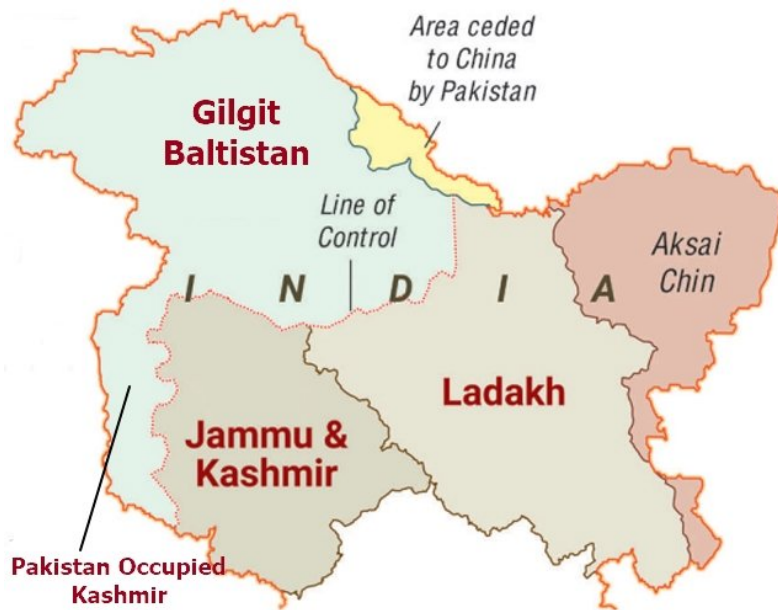 Area ceded
to China
by Pakistan
Gilgit
Baltistan
Line of
Control
Aksai
Chin
I N D I A
Ladakh
Jammu &
Kashmir
Pakistan Occupied
Kashmir